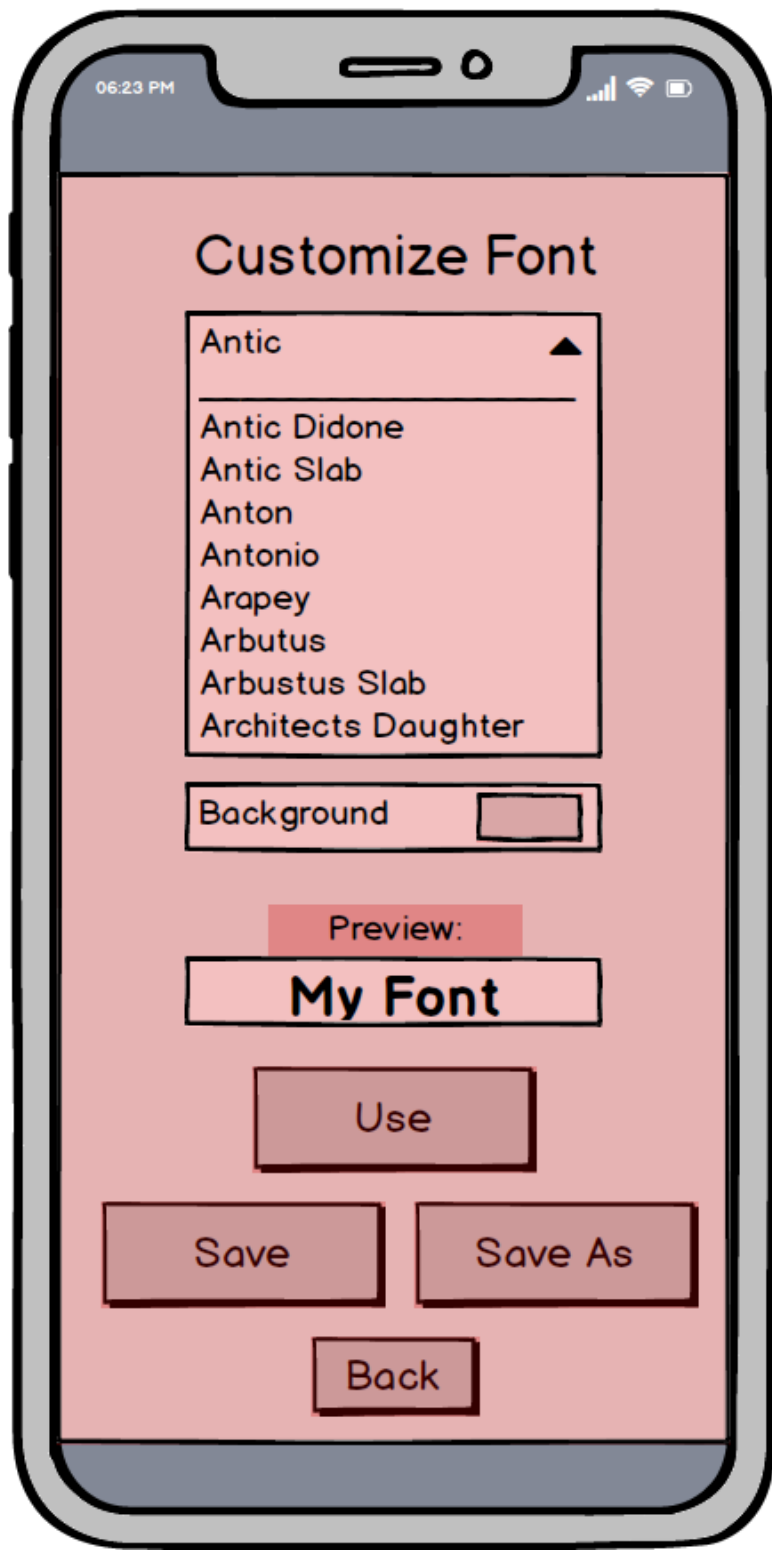 06:23 PM
Customize Font
Antic
Antic Didone
Antic Slab
Anton
Antonio
Arapey
Arbutus
Arbustus Slab
Architects Daughter
Background
Preview:
My Font
Use
Save
Save As
Back